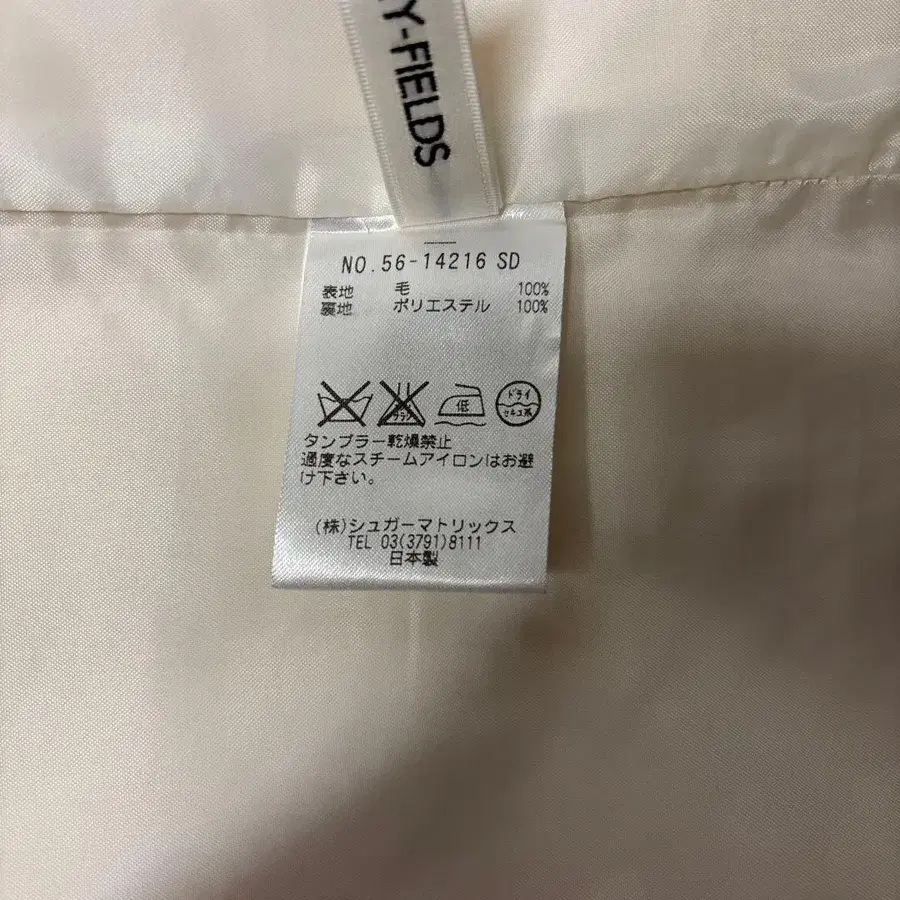 Y-FIELDS
NO.56-14216 SD
表地 毛 100%
裏地 ポリエステル 100%
低
ドライ
セキユ系
タンブラー乾燥禁止
過度なスチームアイロンはお避
け下さい。
(株)シュガーマトリックス
TEL 03(3791)8111
日本製